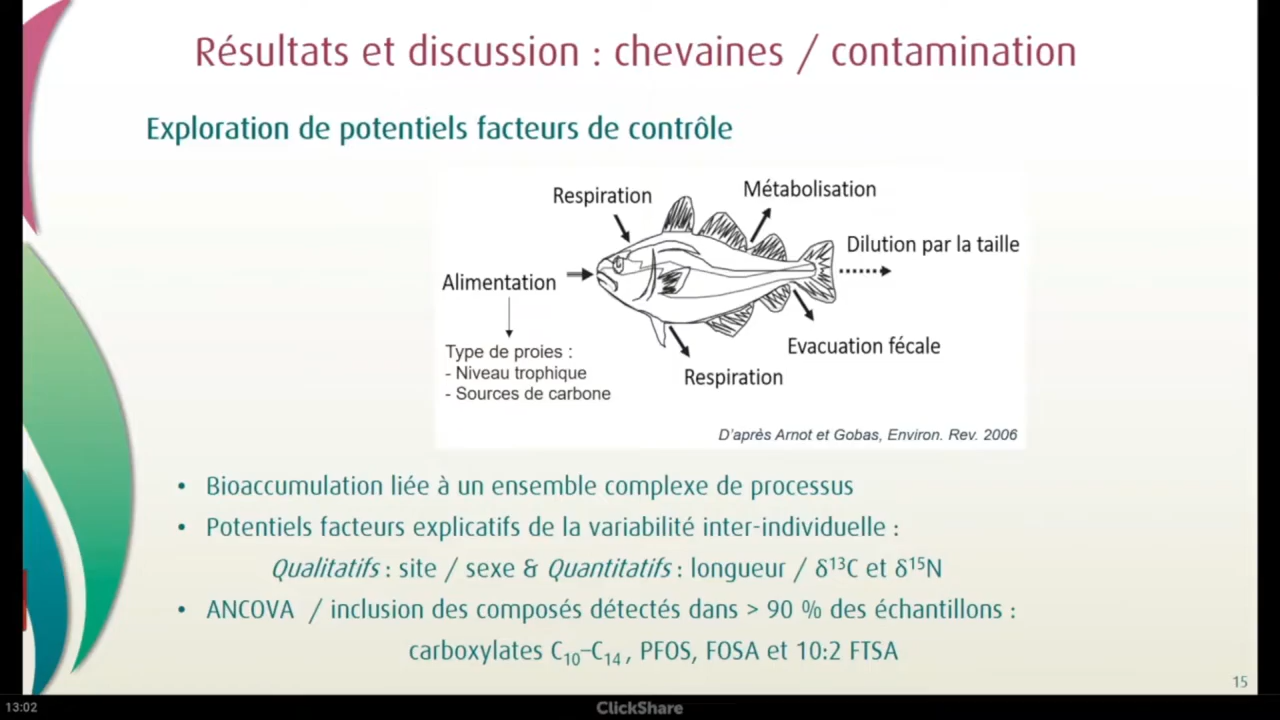 Résultats et discussion : chevaines / contamination
Exploration de potentiels facteurs de contrôle
Respiration
Métabolisation
Dilution par la taille
Alimentation
Evacuation fécale
Type de proies :
- Niveau trophique
- Sources de carbone
Respiration
D'après Arnot et Gobas, Environ. Rev. 2006
• Bioaccumulation liée à un ensemble complexe de processus
• Potentiels facteurs explicatifs de la variabilité inter-individuelle :
Qualitatifs : site / sexe & Quantitatifs : longueur / δ¹³C et δ¹⁵N
• ANCOVA / inclusion des composés détectés dans > 90 % des échantillons :
carboxylates C₁₀–C₁₄, PFOS, FOSA et 10:2 FTSA
15
13:02
ClickShare